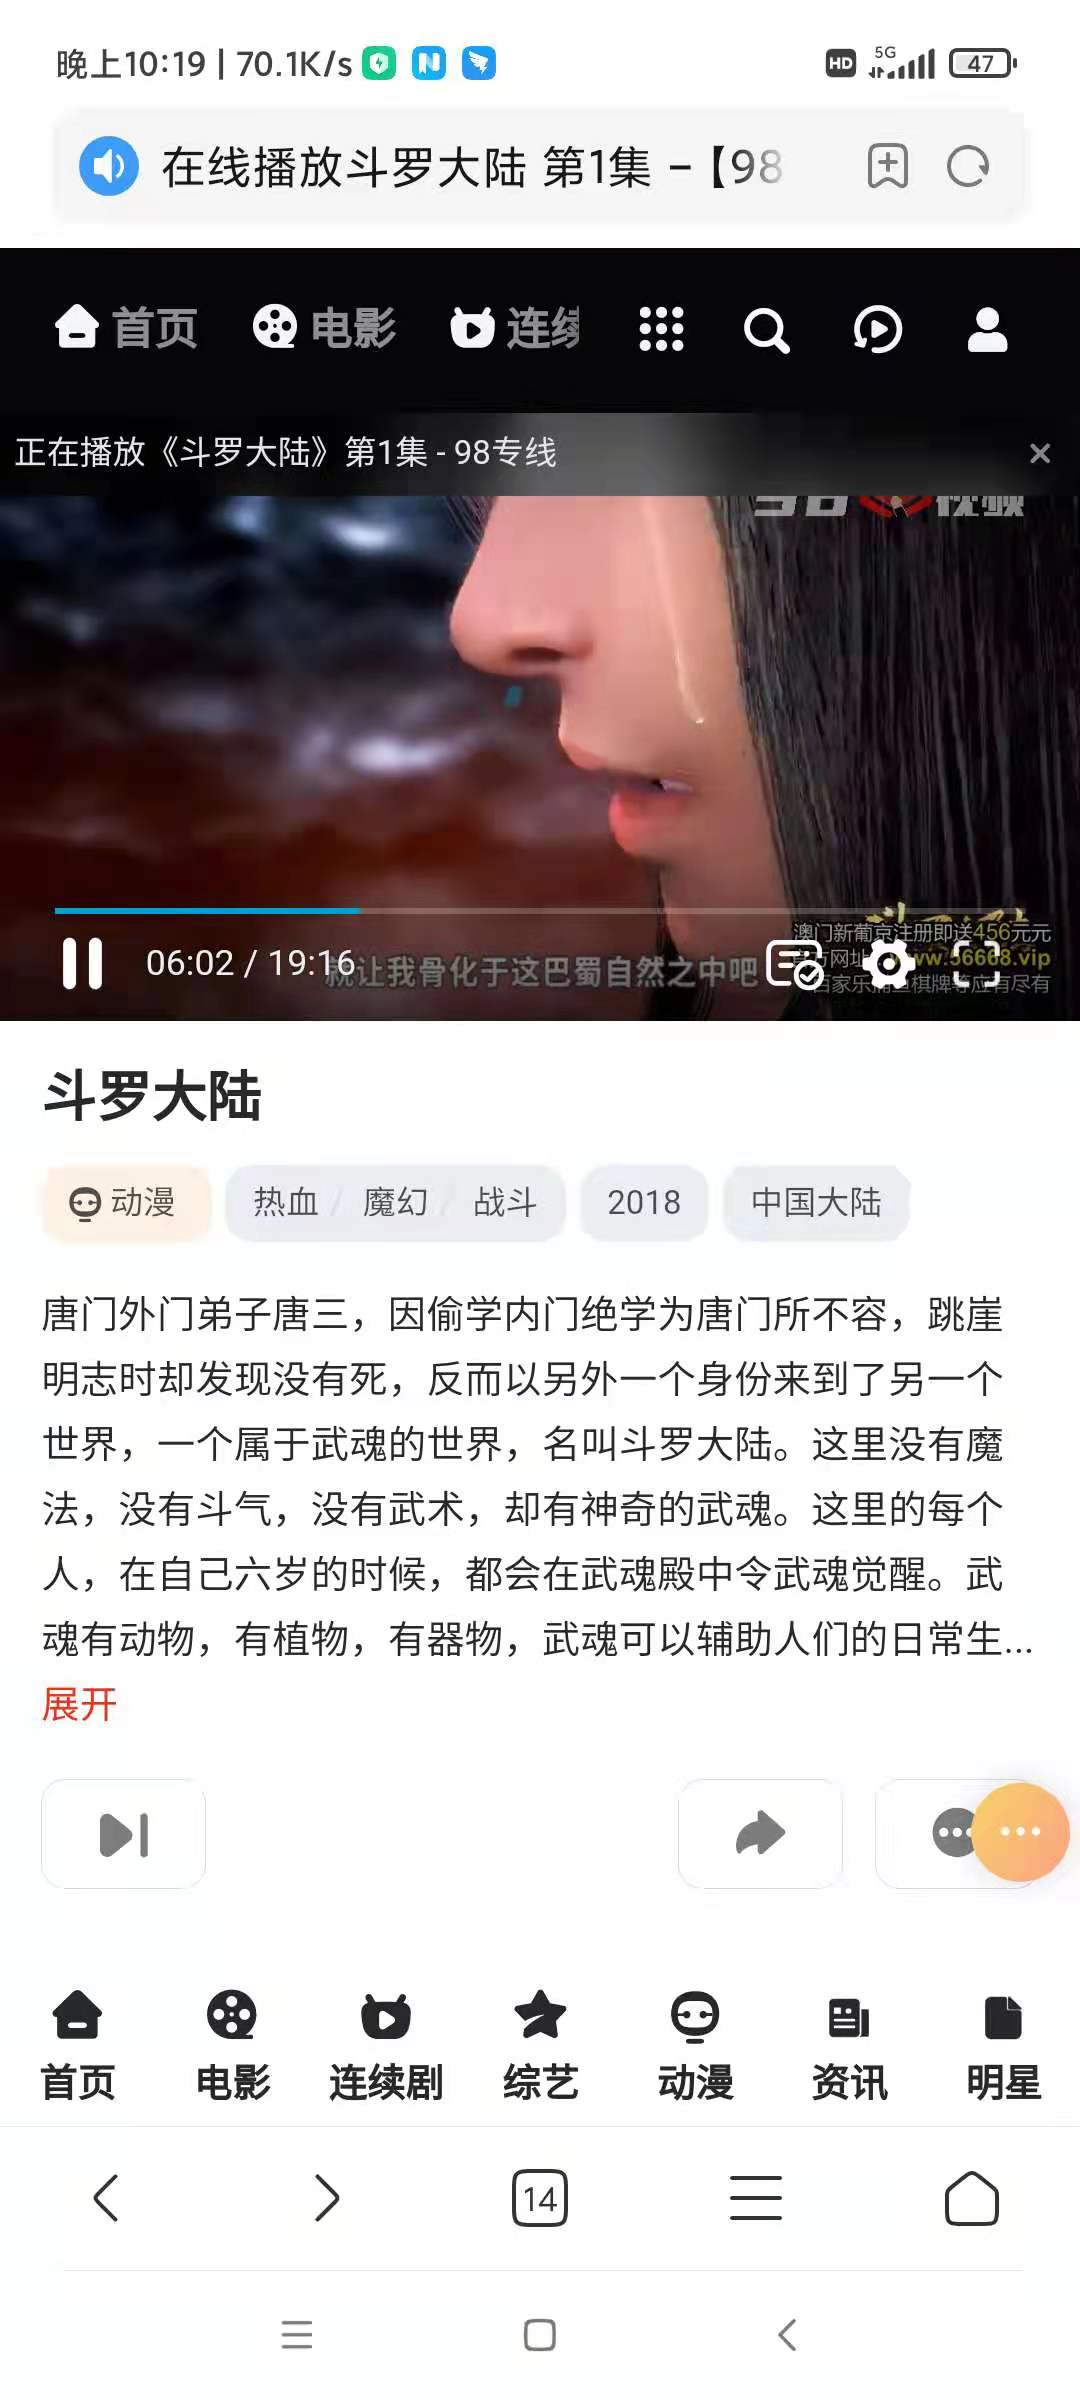 晚上10:19 | 70.1K/s
HD 5G 47
在线播放斗罗大陆 第1集 -【98
首页 电影 连续
正在播放《斗罗大陆》第1集 - 98专线
视频
澳门新葡京注册即送456元元
06:02 / 19:16
就让我骨化于这巴蜀自然之中吧
网址 www.56668.vip
百家乐捕鱼棋牌等应有尽有
斗罗大陆
动漫 热血 / 魔幻 / 战斗 2018 中国大陆
唐门外门弟子唐三，因偷学内门绝学为唐门所不容，跳崖
明志时却发现没有死，反而以另外一个身份来到了另一个
世界，一个属于武魂的世界，名叫斗罗大陆。这里没有魔
法，没有斗气，没有武术，却有神奇的武魂。这里的每个
人，在自己六岁的时候，都会在武魂殿中令武魂觉醒。武
魂有动物，有植物，有器物，武魂可以辅助人们的日常生...
展开
首页 电影 连续剧 综艺 动漫 资讯 明星
14